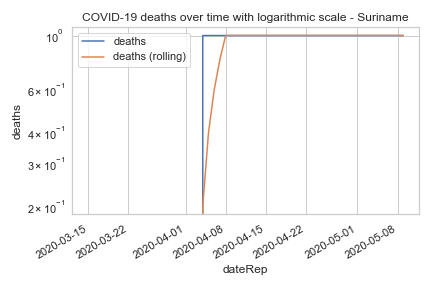 COVID-19 deaths over time with logarithmic scale - Suriname
deaths
deaths (rolling)
10⁰
6 × 10⁻¹
4 × 10⁻¹
3 × 10⁻¹
2 × 10⁻¹
deaths
2020-03-15
2020-03-22
2020-04-01
2020-04-08
2020-04-15
2020-04-22
2020-05-01
2020-05-08
dateRep